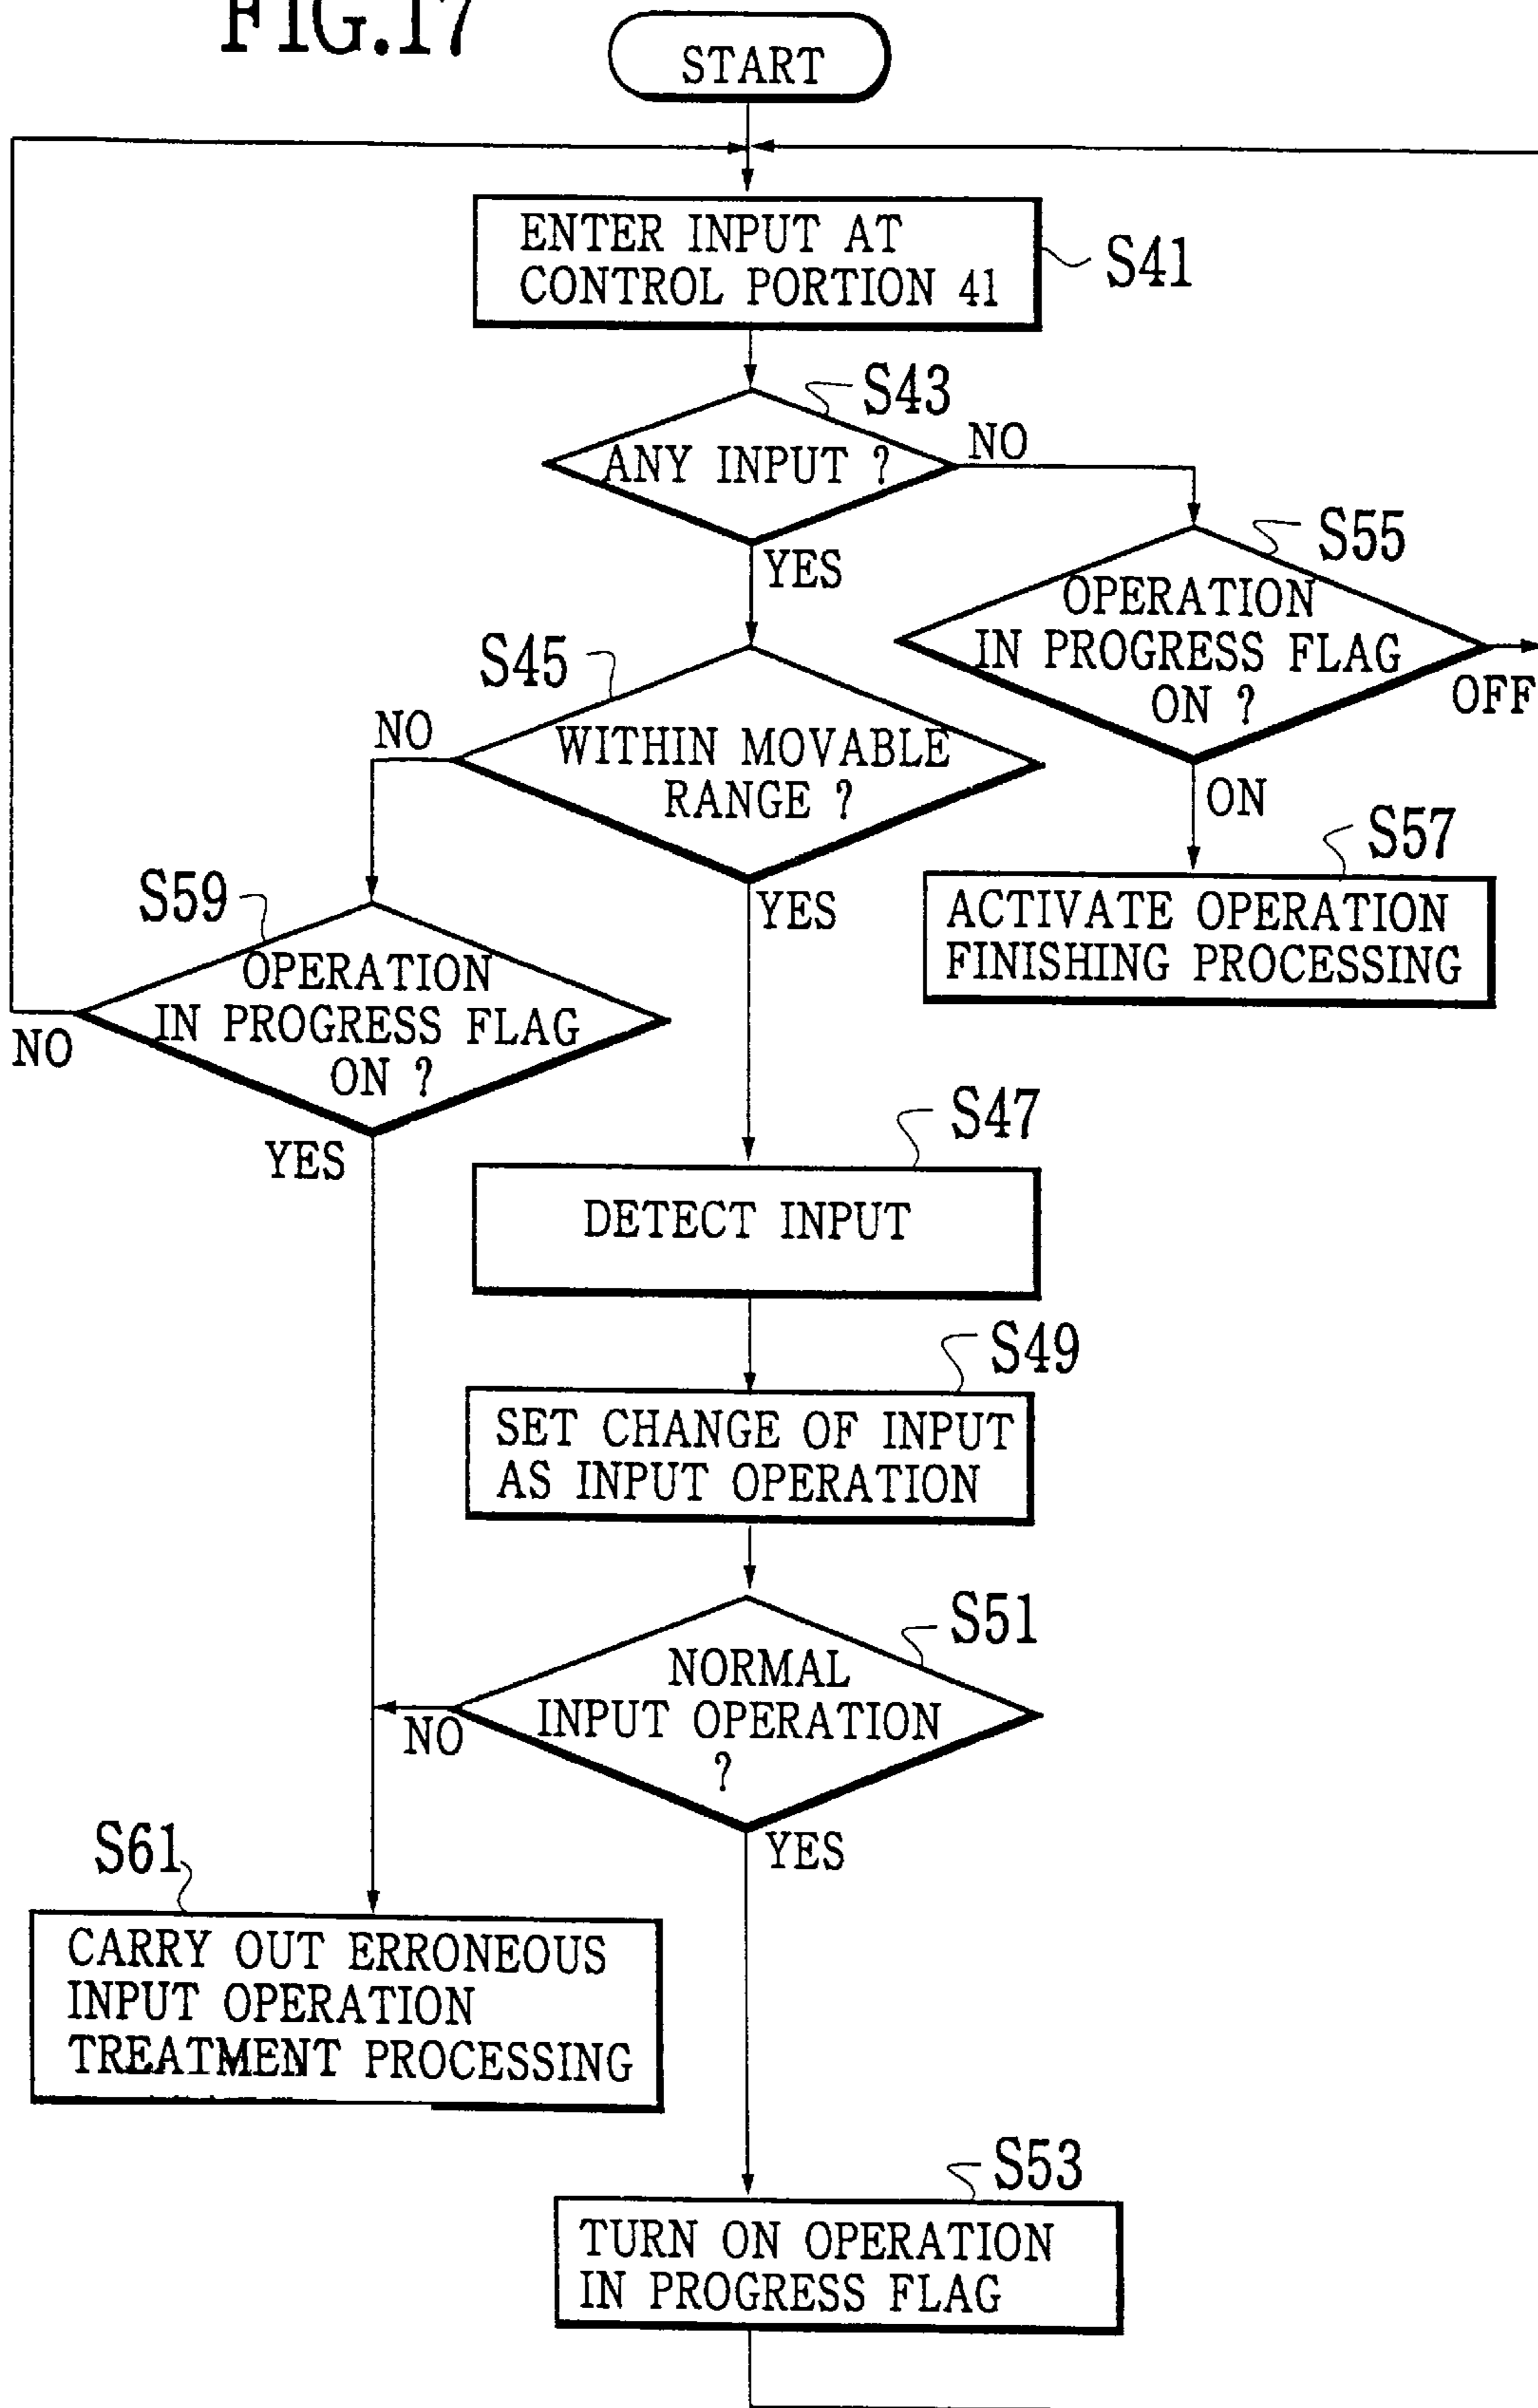 FIG.17
START
ENTER INPUT AT
CONTROL PORTION 41
S41
S43
ANY INPUT ?
NO
YES
S55
OPERATION
IN PROGRESS FLAG
ON ?
OFF
ON
S45
WITHIN MOVABLE
RANGE ?
NO
YES
S57
ACTIVATE OPERATION
FINISHING PROCESSING
S59
OPERATION
IN PROGRESS FLAG
ON ?
NO
YES
S47
DETECT INPUT
S49
SET CHANGE OF INPUT
AS INPUT OPERATION
S51
NORMAL
INPUT OPERATION
?
NO
YES
S61
CARRY OUT ERRONEOUS
INPUT OPERATION
TREATMENT PROCESSING
S53
TURN ON OPERATION
IN PROGRESS FLAG